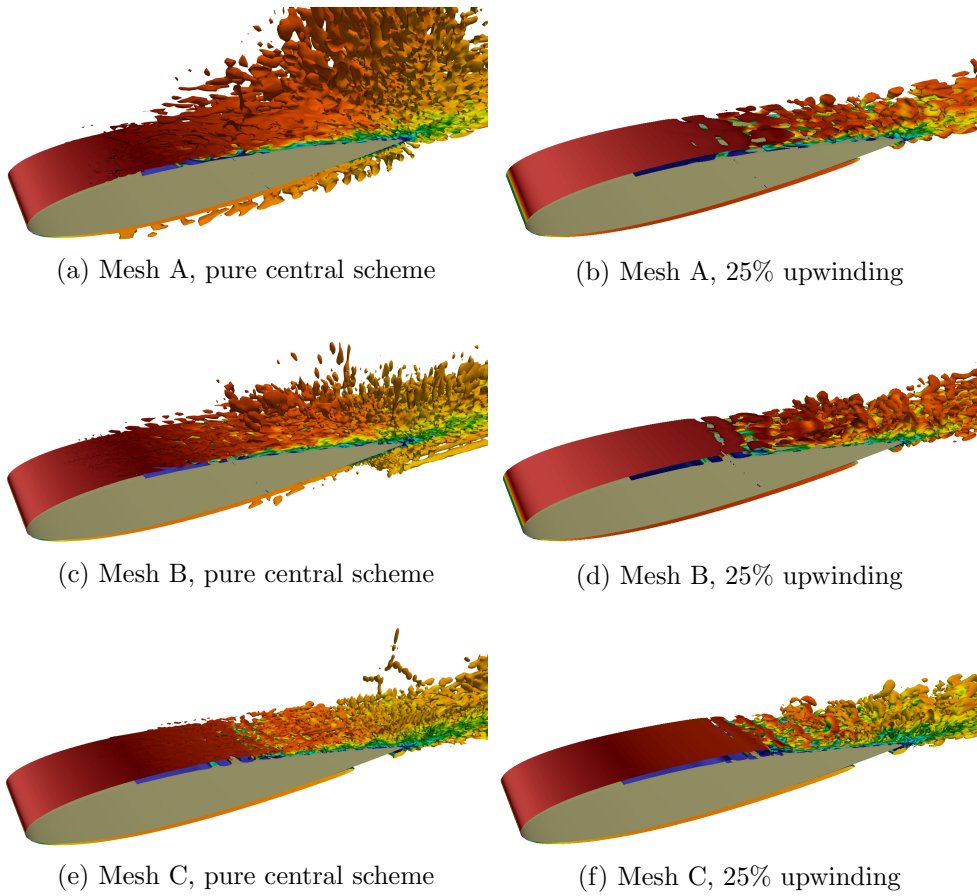 (a) Mesh A, pure central scheme
(b) Mesh A, 25% upwinding
(c) Mesh B, pure central scheme
(d) Mesh B, 25% upwinding
(e) Mesh C, pure central scheme
(f) Mesh C, 25% upwinding